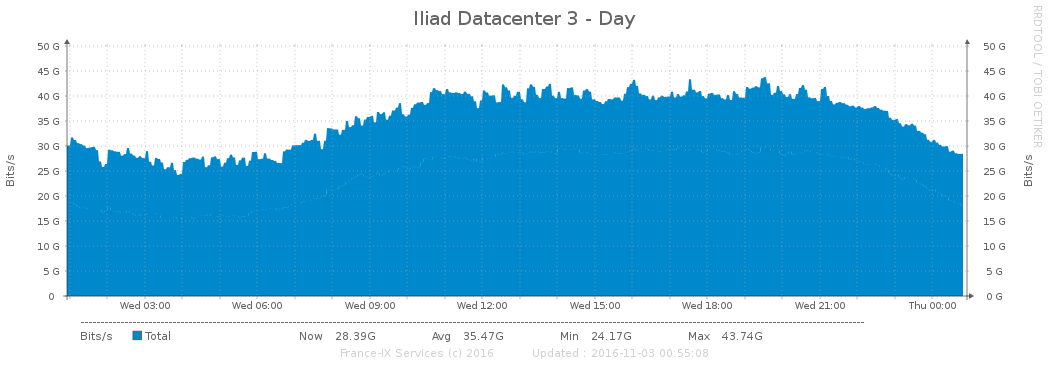 Iliad Datacenter 3 - Day
RRDTOOL / TOBI OETIKER
50 G 50 G
45 G 45 G
40 G 40 G
35 G 35 G
30 G 30 G
25 G 25 G
20 G 20 G
15 G 15 G
10 G 10 G
5 G 5 G
0 0 G
Bits/s Bits/s
Wed 03:00 Wed 06:00 Wed 09:00 Wed 12:00 Wed 15:00 Wed 18:00 Wed 21:00 Thu 00:00
Bits/s Total Now 28.39G Avg 35.47G Min 24.17G Max 43.74G
France-IX Services (c) 2016 Updated : 2016-11-03 00:55:08